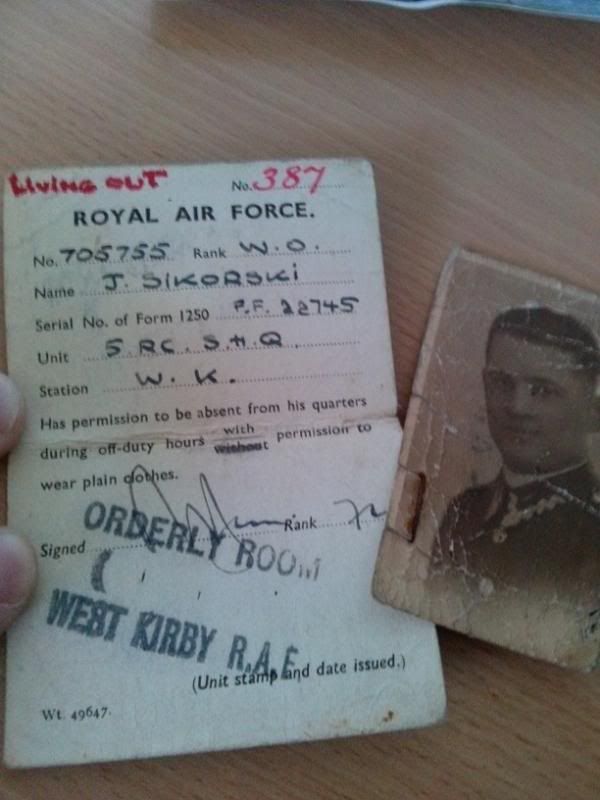 LIVING OUT No. 387
ROYAL AIR FORCE.
No. 705755 Rank W.O.
Name J. SIKORSKI
Serial No. of Form 1250 P.F. 22745
Unit 5 RC. S.H.Q.
Station W.K.
Has permission to be absent from his quarters
during off-duty hours with without permission to
wear plain clothes.
Signed Rank
ORDERLY ROOM
WEST KIRBY R.A.F.
(Unit stamp and date issued.)
Wt. 49647.